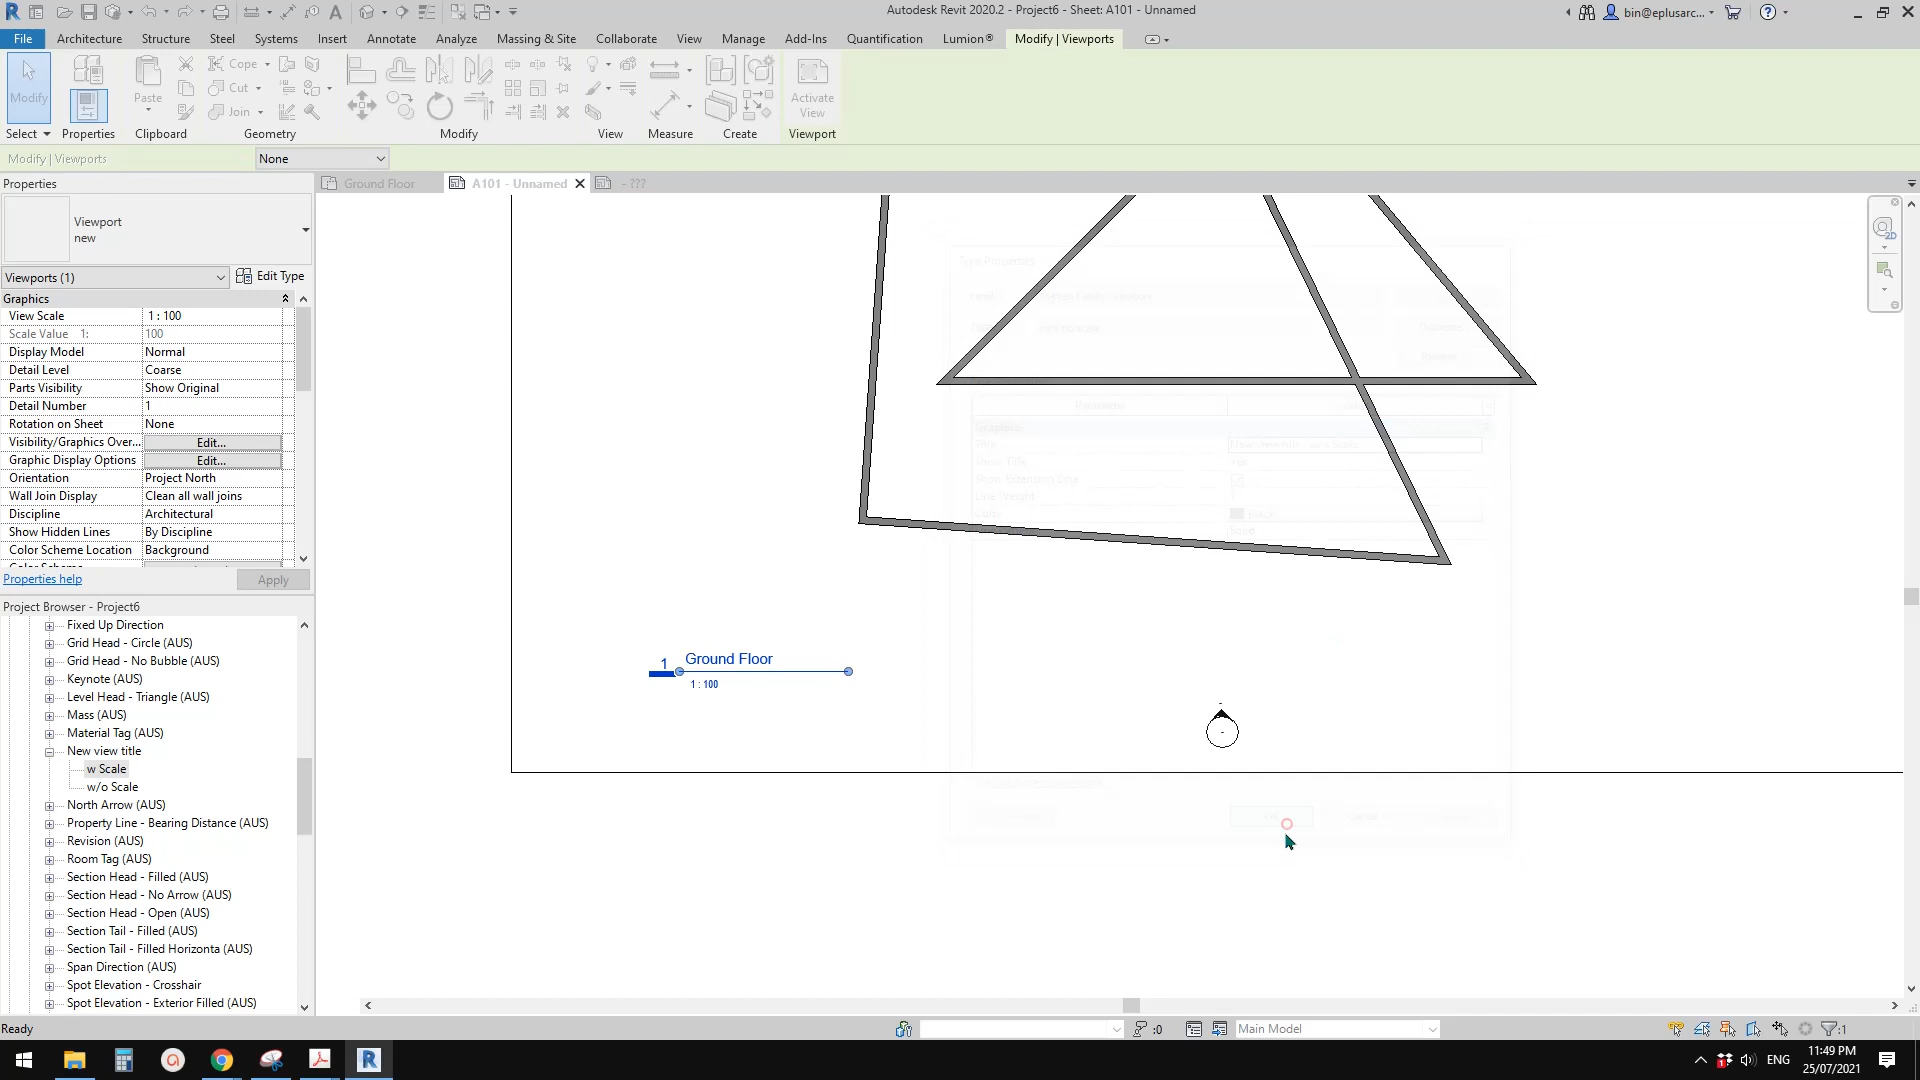 Autodesk Revit 2020.2 - Project6 - Sheet: A101 - Unnamed
bin@eplusarc...
File Architecture Structure Steel Systems Insert Annotate Analyze Massing & Site Collaborate View Manage Add-Ins Quantification Lumion® Modify | Viewports
Modify
Paste
Cope
Cut
Join
Activate
View
Select Properties Clipboard Geometry Modify View Measure Create Viewport
Modify | Viewports None
Properties
Ground Floor A101 - Unnamed - ???
Viewport
new
Viewports (1) Edit Type
Graphics
View Scale 1 : 100
Scale Value 1: 100
Display Model Normal
Detail Level Coarse
Parts Visibility Show Original
Detail Number 1
Rotation on Sheet None
Visibility/Graphics Over... Edit...
Graphic Display Options Edit...
Orientation Project North
Wall Join Display Clean all wall joins
Discipline Architectural
Show Hidden Lines By Discipline
Color Scheme Location Background
Properties help Apply
Project Browser - Project6
Fixed Up Direction
Grid Head - Circle (AUS)
Grid Head - No Bubble (AUS)
Keynote (AUS)
Level Head - Triangle (AUS)
Mass (AUS)
Material Tag (AUS)
New view title
w Scale
w/o Scale
North Arrow (AUS)
Property Line - Bearing Distance (AUS)
Revision (AUS)
Room Tag (AUS)
Section Head - Filled (AUS)
Section Head - No Arrow (AUS)
Section Head - Open (AUS)
Section Tail - Filled (AUS)
Section Tail - Filled Horizonta (AUS)
Span Direction (AUS)
Spot Elevation - Crosshair
Spot Elevation - Exterior Filled (AUS)
1 Ground Floor
1 : 100
Type Properties
Ready :0 Main Model :1
ENG
11:49 PM
25/07/2021